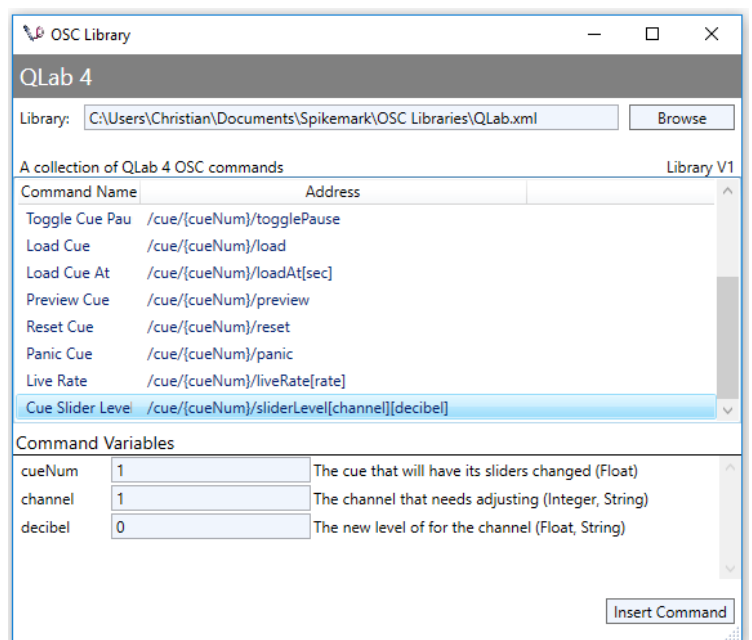 OSC Library
QLab 4
Library: C:\Users\Christian\Documents\Spikemark\OSC Libraries\QLab.xml Browse
A collection of QLab 4 OSC commands Library V1
Command Name Address
Toggle Cue Pau /cue/{cueNum}/togglePause
Load Cue /cue/{cueNum}/load
Load Cue At /cue/{cueNum}/loadAt[sec]
Preview Cue /cue/{cueNum}/preview
Reset Cue /cue/{cueNum}/reset
Panic Cue /cue/{cueNum}/panic
Live Rate /cue/{cueNum}/liveRate[rate]
Cue Slider Level /cue/{cueNum}/sliderLevel[channel][decibel]
Command Variables
cueNum 1 The cue that will have its sliders changed (Float)
channel 1 The channel that needs adjusting (Integer, String)
decibel 0 The new level of for the channel (Float, String)
Insert Command